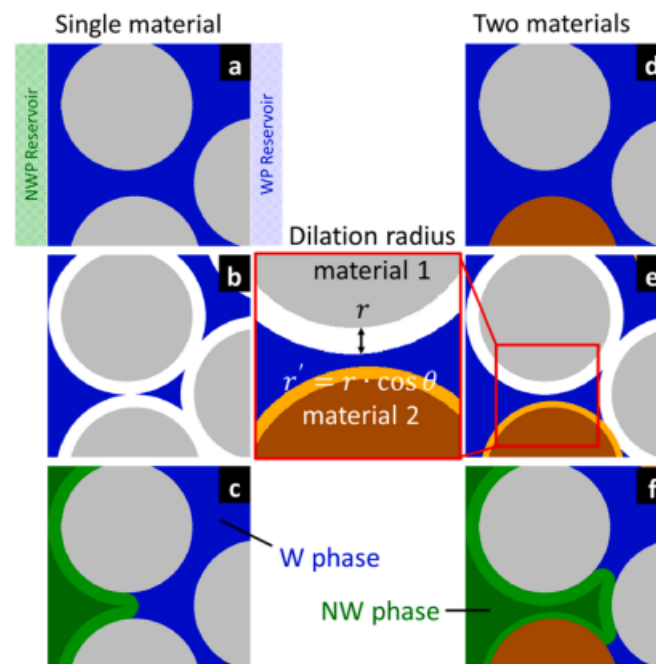 Single material
Two materials
NWP Reservoir
a
WP Reservoir
d
Dilation radius
b
material 1
r
r' = r · cos θ
material 2
e
c
W phase
NW phase
f